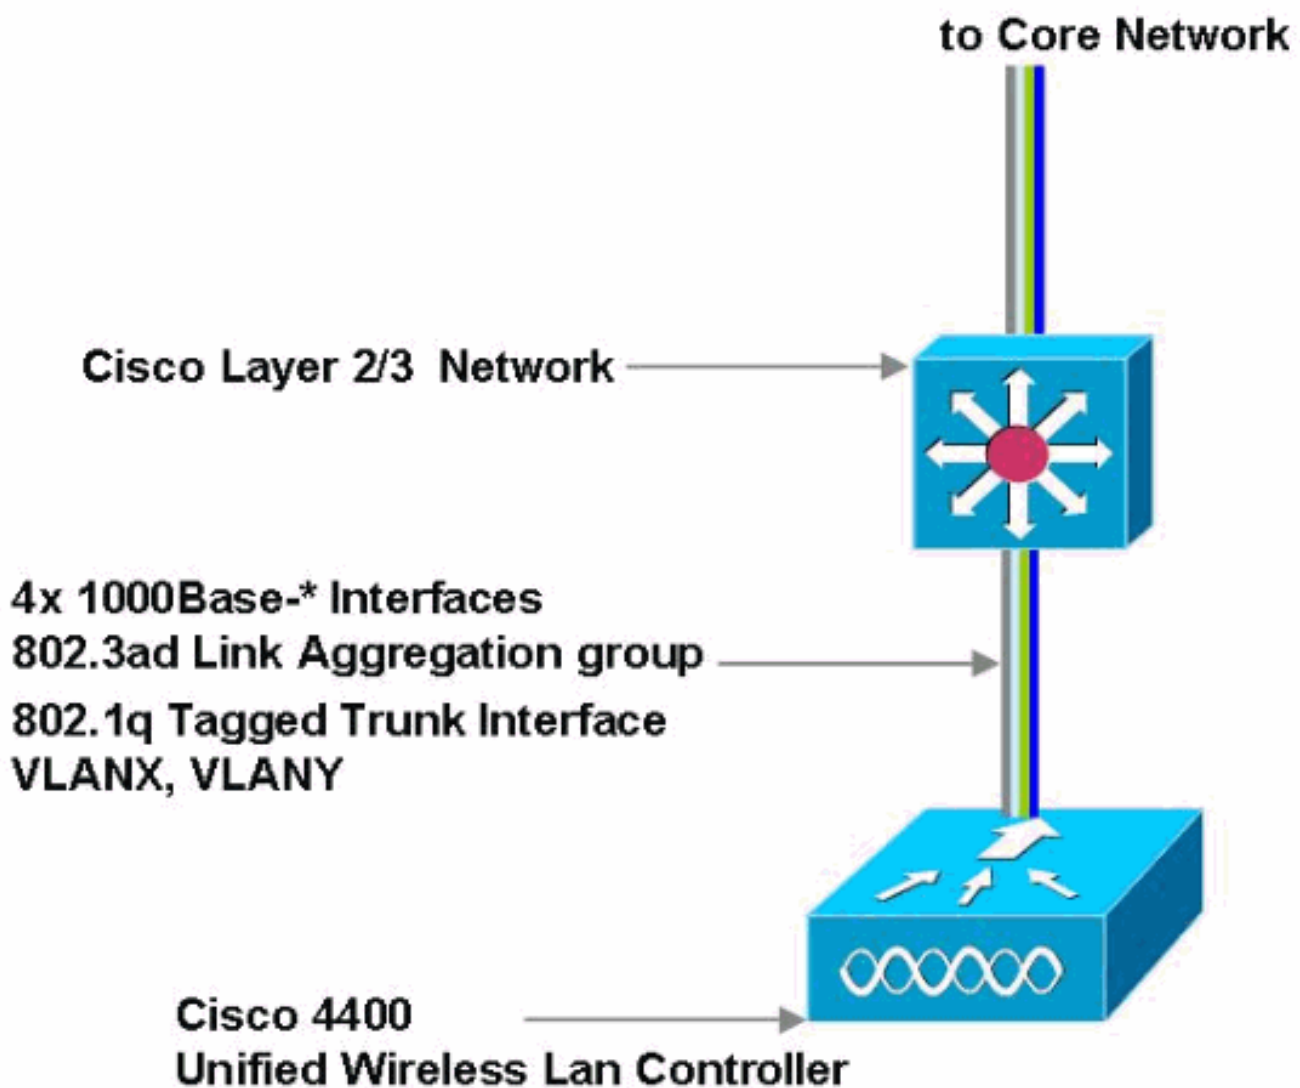 to Core Network
Cisco Layer 2/3 Network
4x 1000Base-* Interfaces
802.3ad Link Aggregation group
802.1q Tagged Trunk Interface
VLANX, VLANY
Cisco 4400
Unified Wireless Lan Controller